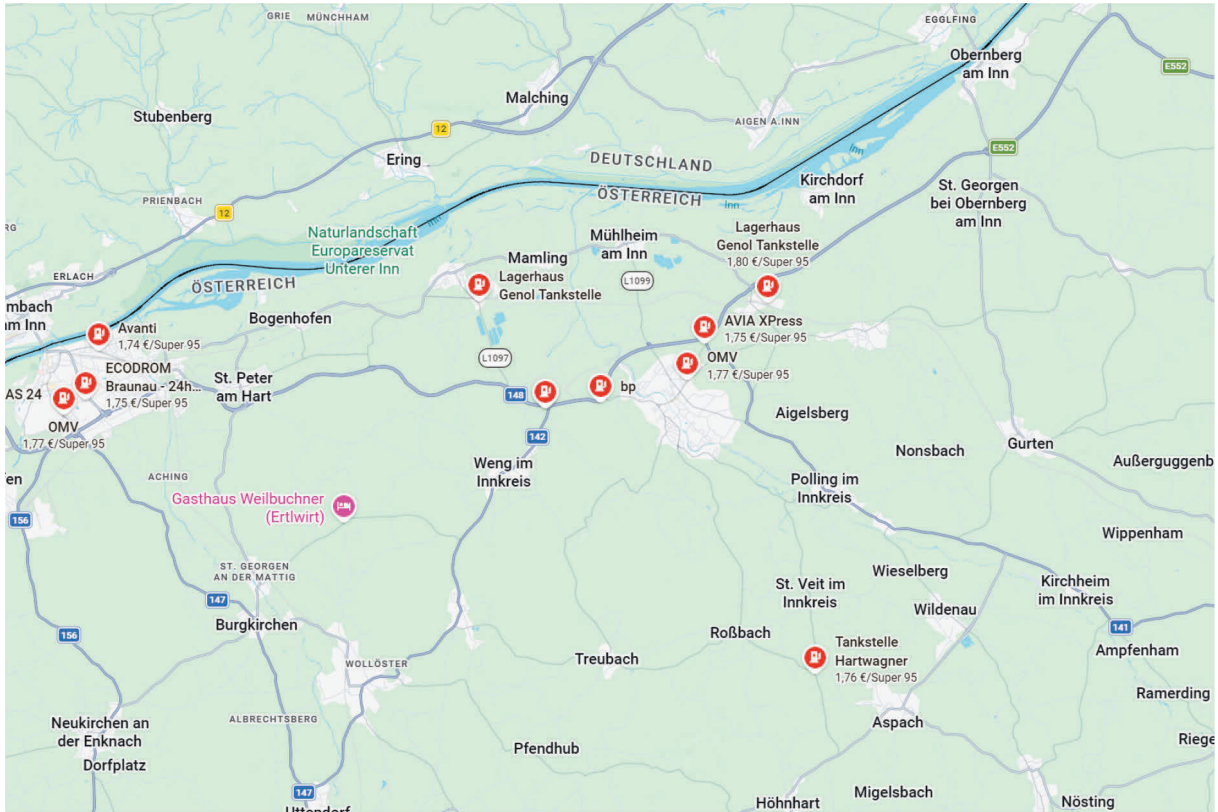 GRIE
MÜNCHHAM
EGGLFING
Obernberg
am Inn
E552
Malching
Stubenberg
12
AIGEN A.INN
Ering
DEUTSCHLAND
Inn
E552
ÖSTERREICH
Kirchdorf
am Inn
St. Georgen
bei Obernberg
am Inn
PRIENBACH
12
Inn
Inn
RG
Naturlandschaft
Europareservat
Unterer Inn
Mühlheim
am Inn
Lagerhaus
Genol Tankstelle
1,80 €/Super 95
Mamling
Lagerhaus
Genol Tankstelle
ERLACH
ÖSTERREICH
L1099
mbach
m Inn
Bogenhofen
Avanti
1,74 €/Super 95
AVIA XPress
1,75 €/Super 95
L1097
OMV
1,77 €/Super 95
ECODROM
Braunau - 24h...
1,75 €/Super 95
St. Peter
am Hart
AS 24
148
bp
OMV
1,77 €/Super 95
Aigelsberg
142
Nonsbach
Gurten
Weng im
Innkreis
Außerguggenb
ACHING
fen
Polling im
Innkreis
Gasthaus Weilbuchner
(Ertlwirt)
156
Wippenham
ST. GEORGEN
AN DER MATTIG
St. Veit im
Innkreis
Wieselberg
Kirchheim
im Innkreis
147
Burgkirchen
Wildenau
156
Roßbach
141
Tankstelle
Hartwagner
1,76 €/Super 95
Ampfenham
WOLLÖSTER
Treubach
Ramerding
ALBRECHTSBERG
Neukirchen an
der Enknach
Aspach
Riege
Pfendhub
Dorfplatz
147
Migelsbach
Uttendorf
Höhnhart
Nösting